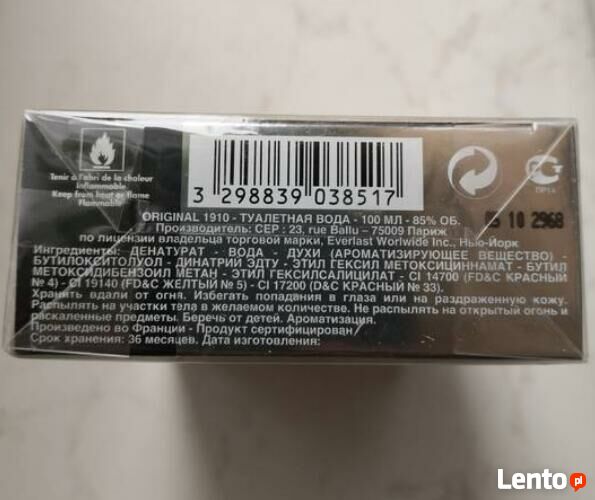 Tenir à l'abri de la chaleur
Inflammable
Keep from heat or flame
Flammable
3 298839 038517
ПР14
ORIGINAL 1910 - ТУАЛЕТНАЯ ВОДА - 100 МЛ - 85% ОБ.
Производитель: CEP : 23, rue Ballu – 75009 Париж
по лицензии владельца торговой марки, Everlast Worlwide Inc., Нью-Йорк
Ингредиенты: ДЕНАТУРАТ - ВОДА - ДУХИ (АРОМАТИЗИРУЮЩЕЕ ВЕЩЕСТВО) -
БУТИЛОКСИТОЛУОЛ - ДИНАТРИЙ ЭДТУ - ЭТИЛ ГЕКСИЛ МЕТОКСИЦИННАМАТ - БУТИЛ
МЕТОКСИДИБЕНЗОИЛ МЕТАН - ЭТИЛ ГЕКСИЛСАЛИЦИЛАТ - CI 14700 (FD&C КРАСНЫЙ
№ 4) - CI 19140 (FD&C ЖЕЛТЫЙ № 5) - CI 17200 (D&C КРАСНЫЙ № 33).
Хранить вдали от огня. Избегать попадания в глаза или на раздраженную кожу.
Распылять на участки тела в желаемом количестве. Не распылять на открытый огонь и
раскаленные предметы. Беречь от детей. Ароматизация.
Произведено во Франции - Продукт сертифицирован
Срок хранения: 36 месяцев. Дата изготовления:
10 2968
Lento.pl